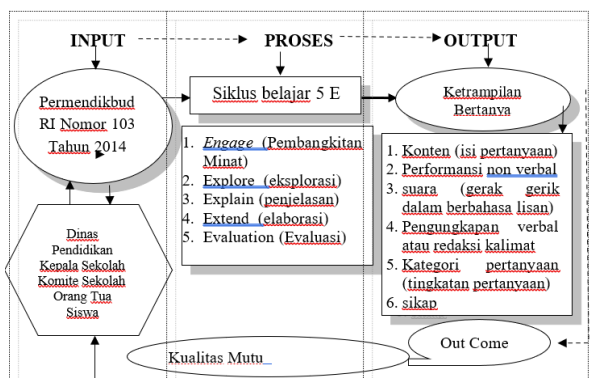 INPUT
PROSES
OUTPUT
Permendikbud
RI Nomor 103
Tahun 2014
Siklus belajar 5 E
Ketrampilan
Bertanya
1. Engage (Pembangkitan
Minat)
2. Explore (eksplorasi)
3. Explain (penjelasan)
4. Extend (elaborasi)
5. Evaluation (Evaluasi)
1. Konten (isi pertanyaan)
2. Performansi non verbal
3. suara (gerak gerik
dalam berbahasa lisan)
4. Pengungkapan verbal
atau redaksi kalimat
5. Kategori pertanyaan
(tingkatan pertanyaan)
6. sikap
Dinas
Pendidikan
Kepala Sekolah
Komite Sekolah
Orang Tua
Siswa
Out Come
Kualitas Mutu